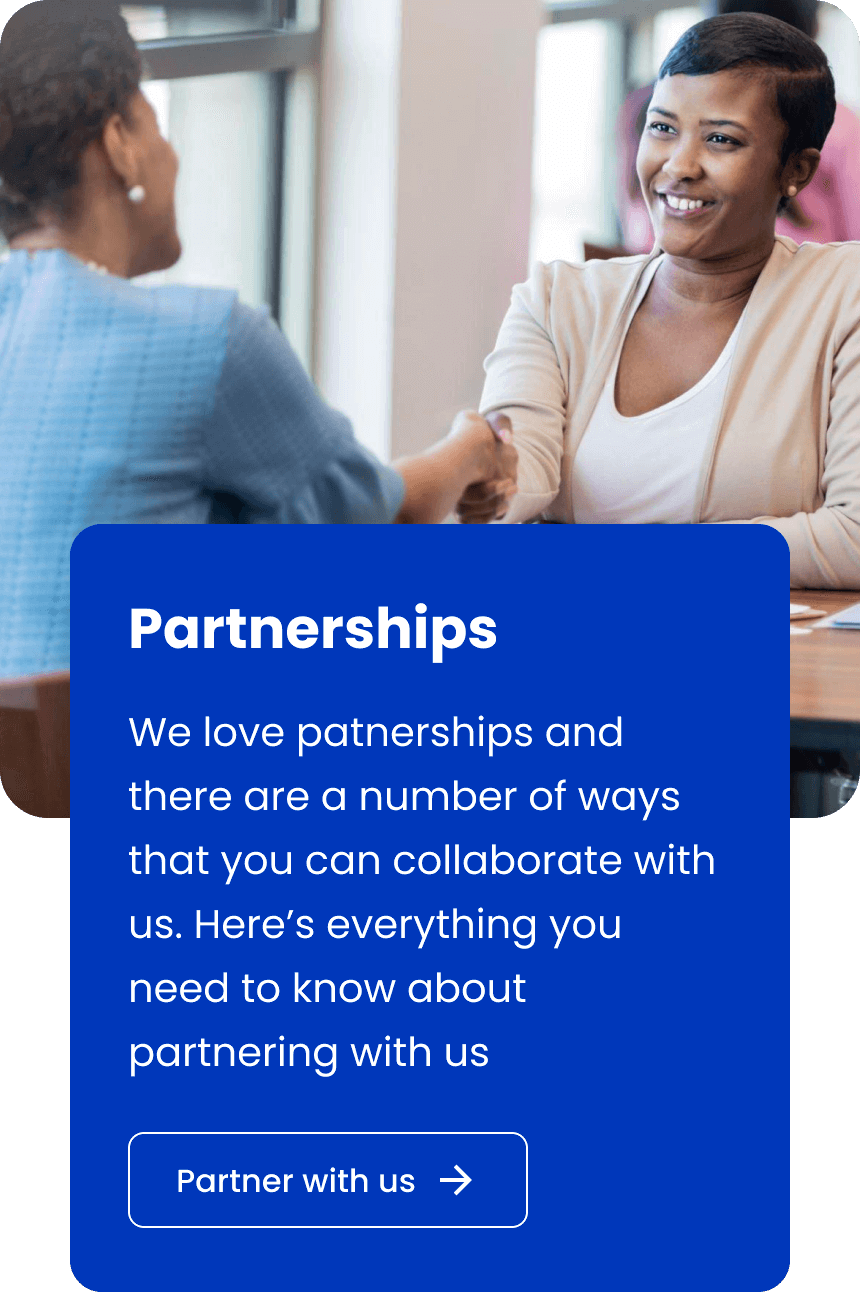 Partnerships
We love patnerships and
there are a number of ways
that you can collaborate with
us. Here’s everything you
need to know about
partnering with us
Partner with us →